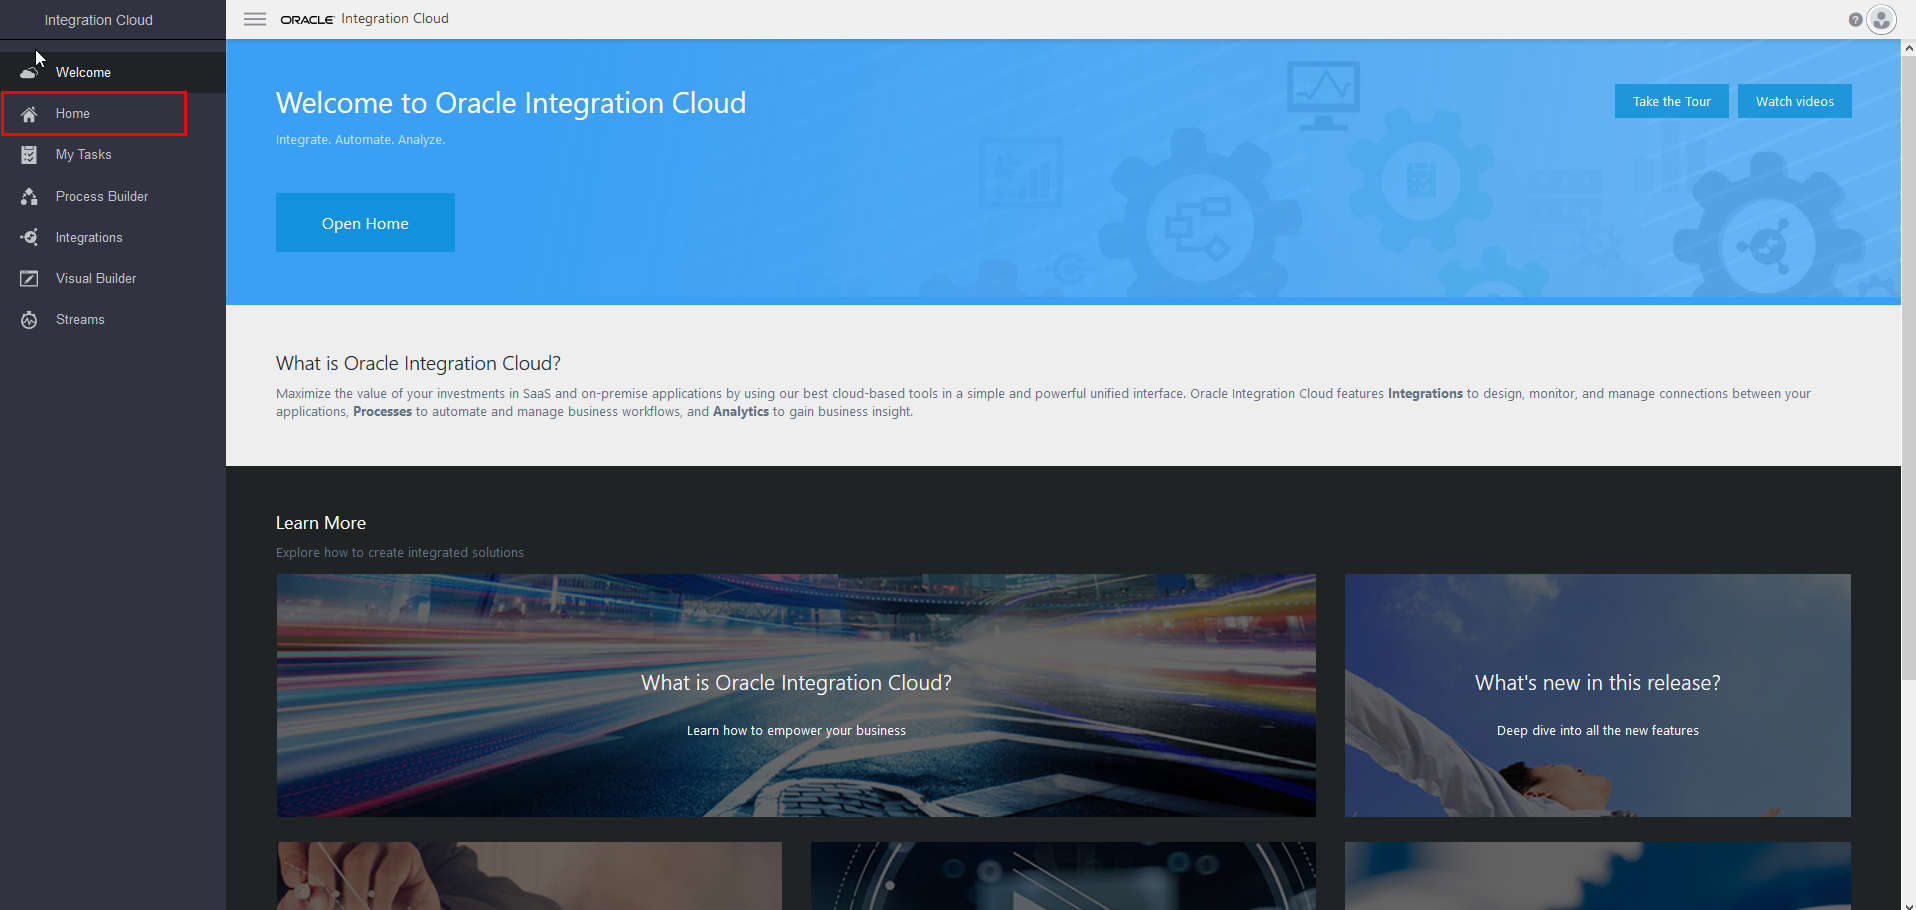 Integration Cloud
ORACLE Integration Cloud
?
Welcome
Home
My Tasks
Process Builder
Integrations
Visual Builder
Streams
Welcome to Oracle Integration Cloud
Integrate. Automate. Analyze.
Take the Tour
Watch videos
Open Home
What is Oracle Integration Cloud?
Maximize the value of your investments in SaaS and on-premise applications by using our best cloud-based tools in a simple and powerful unified interface. Oracle Integration Cloud features Integrations to design, monitor, and manage connections between your
applications, Processes to automate and manage business workflows, and Analytics to gain business insight.
Learn More
Explore how to create integrated solutions
What is Oracle Integration Cloud?
Learn how to empower your business
What's new in this release?
Deep dive into all the new features